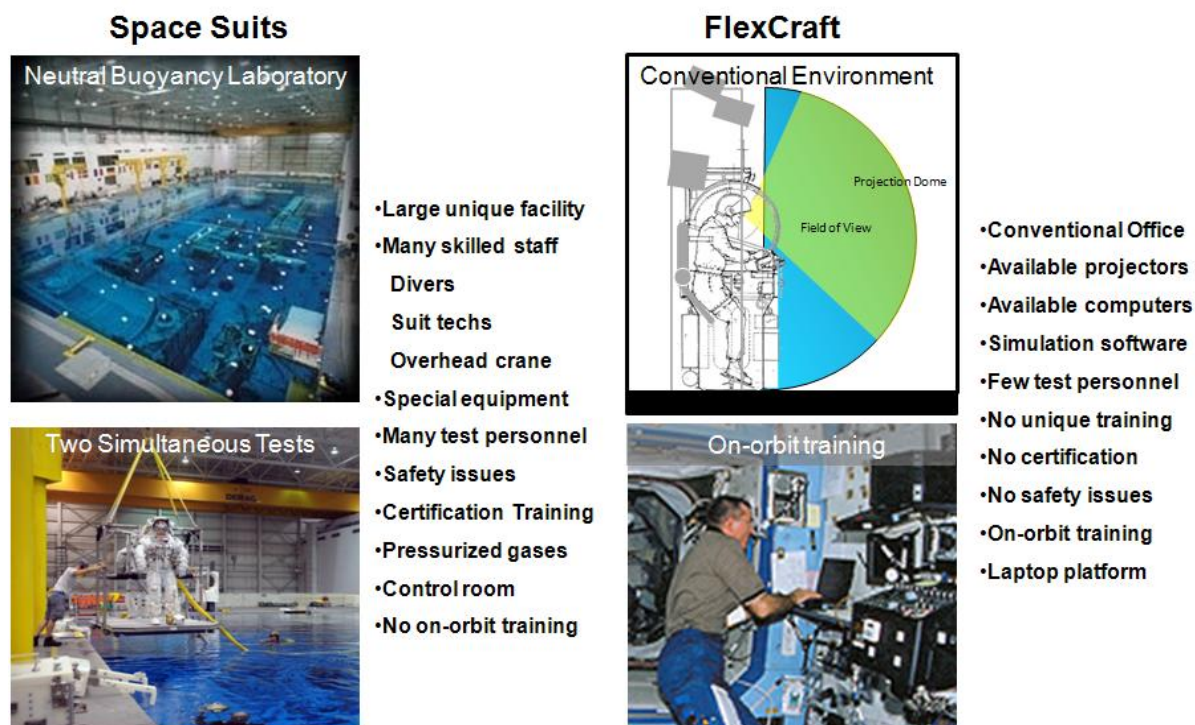 Space Suits
Neutral Buoyancy Laboratory
Two Simultaneous Tests
•Large unique facility
•Many skilled staff
Divers
Suit techs
Overhead crane
•Special equipment
•Many test personnel
•Safety issues
•Certification Training
•Pressurized gases
•Control room
•No on-orbit training
FlexCraft
Conventional Environment
Projection Dome
Field of View
On-orbit training
•Conventional Office
•Available projectors
•Available computers
•Simulation software
•Few test personnel
•No unique training
•No certification
•No safety issues
•On-orbit training
•Laptop platform